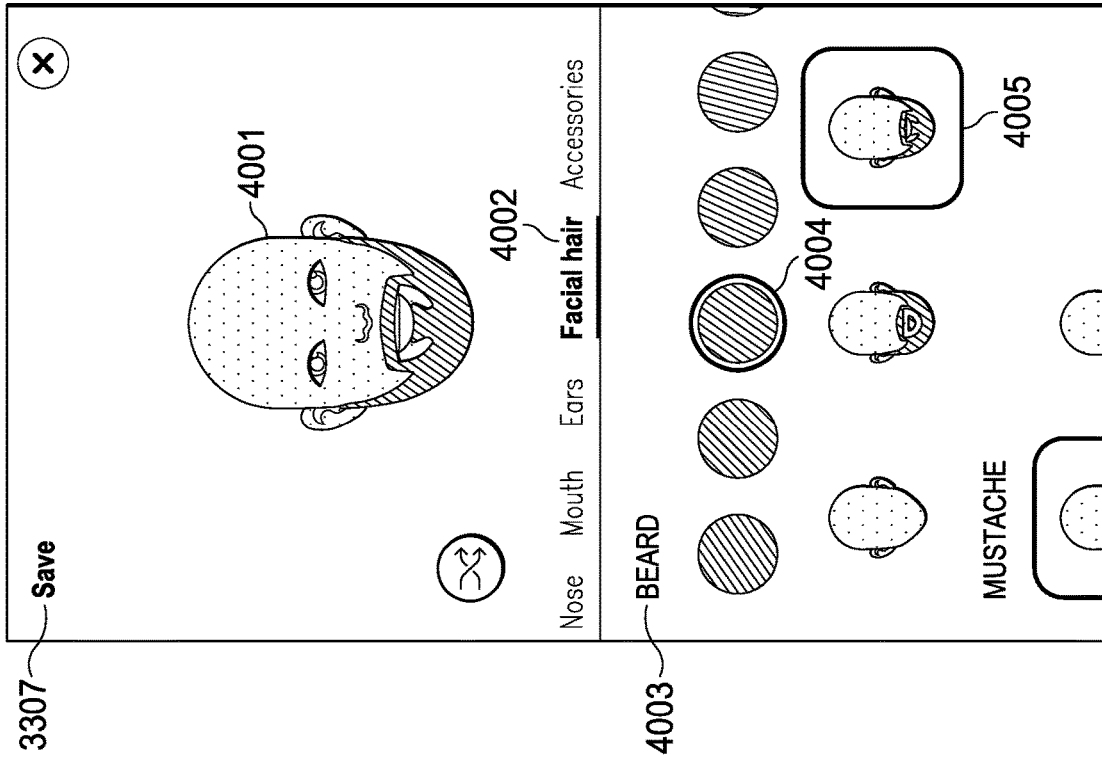 3307 Save
4001
4002
Nose Mouth Ears Facial hair Accessories
4003 BEARD
4004
MUSTACHE
4005